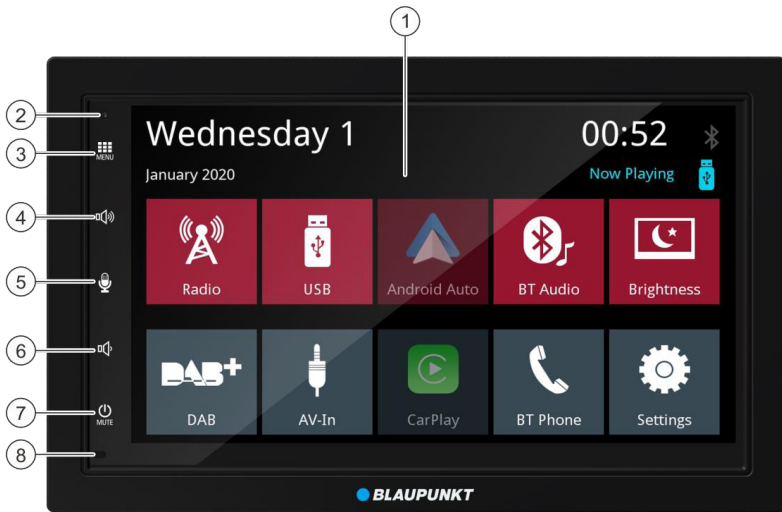 1
2
3
4
5
6
7
8
MENU
MUTE
Wednesday 1
00:52
January 2020
Now Playing
Radio
USB
Android Auto
BT Audio
Brightness
DAB+
DAB
AV-In
CarPlay
BT Phone
Settings
BLAUPUNKT